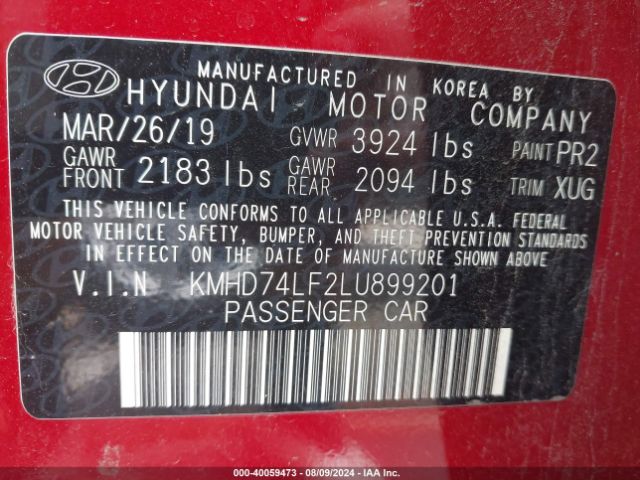 MANUFACTURED IN KOREA BY
HYUNDAI MOTOR COMPANY
MAR/26/19 GVWR 3924 lbs PAINT PR2
GAWR FRONT 2183 lbs GAWR REAR 2094 lbs TRIM XUG
THIS VEHICLE CONFORMS TO ALL APPLICABLE U.S.A. FEDERAL
MOTOR VEHICLE SAFETY, BUMPER, AND THEFT PREVENTION STANDARDS
IN EFFECT ON THE DATE OF MANUFACTURE SHOWN ABOVE.
V.I.N KMHD74LF2LU899201
PASSENGER CAR
000-40059473 — 08/09/2024 — IAA Inc.